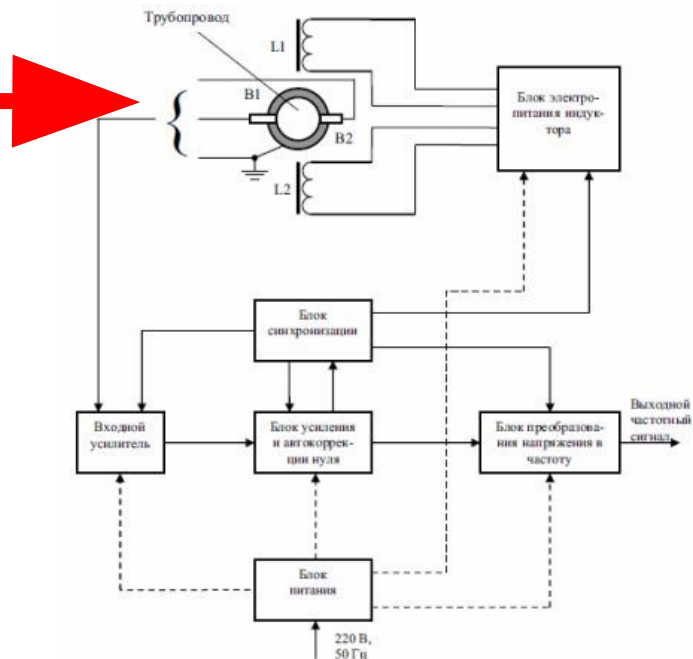 Трубопровод
L1
B1
B2
L2
Блок электро-
питания индук-
тора
Блок
синхронизации
Входной
усилитель
Блок усиления
и автокоррек-
ции нуля
Блок преобразова-
ния напряжения в
частоту
Выходной
частотный
сигнал
Блок
питания
220 В,
50 Гц